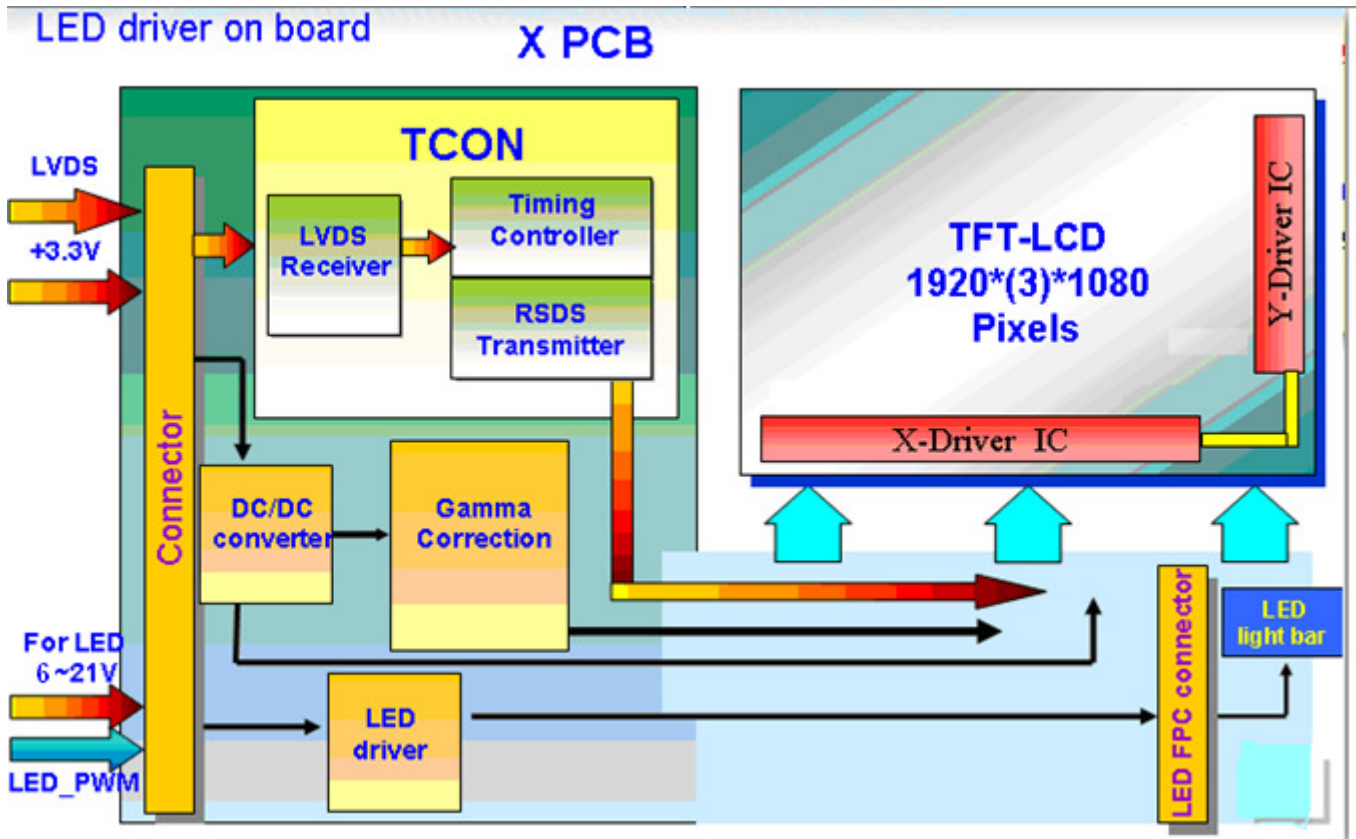 LED driver on board
X PCB
TCON
LVDS
+3.3V
LVDS
Receiver
Timing
Controller
RSDS
Transmitter
Connector
DC/DC
converter
Gamma
Correction
For LED
6~21V
LED_PWM
LED
driver
TFT-LCD
1920*(3)*1080
Pixels
Y-Driver IC
X-Driver IC
LED FPC connector
LED
light bar